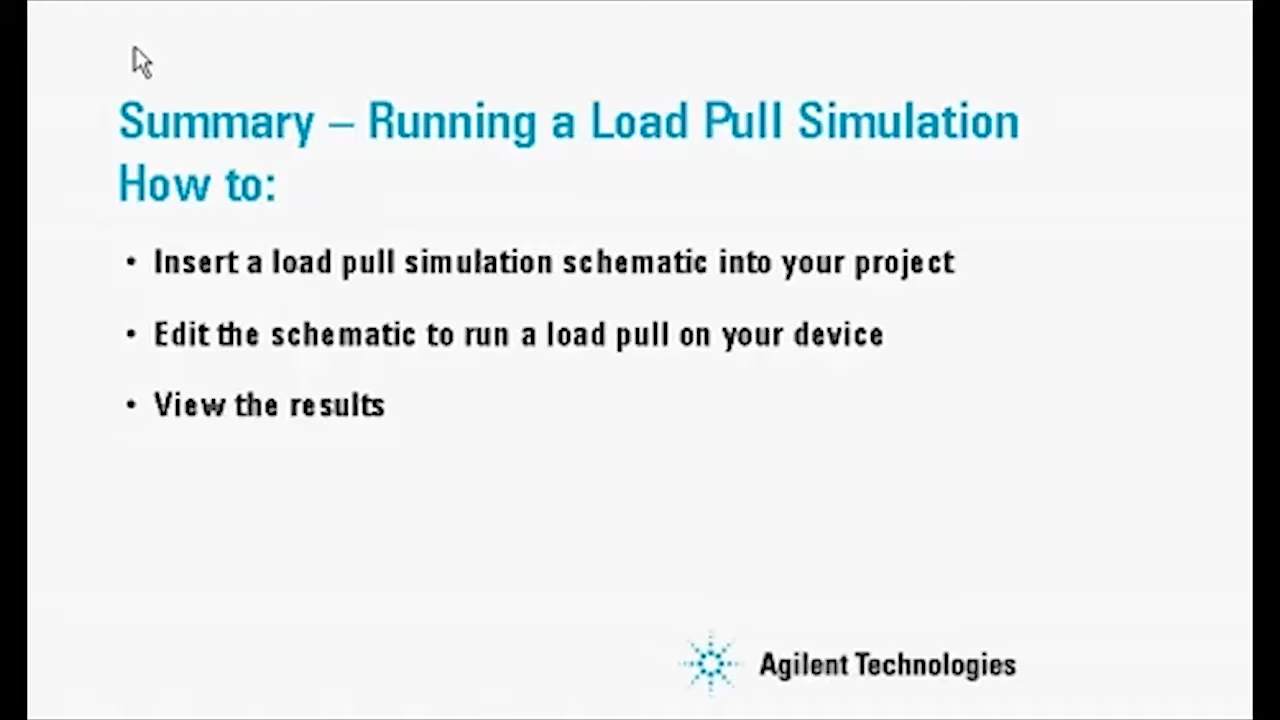 Summary – Running a Load Pull Simulation
How to:
• Insert a load pull simulation schematic into your project
• Edit the schematic to run a load pull on your device
• View the results
Agilent Technologies